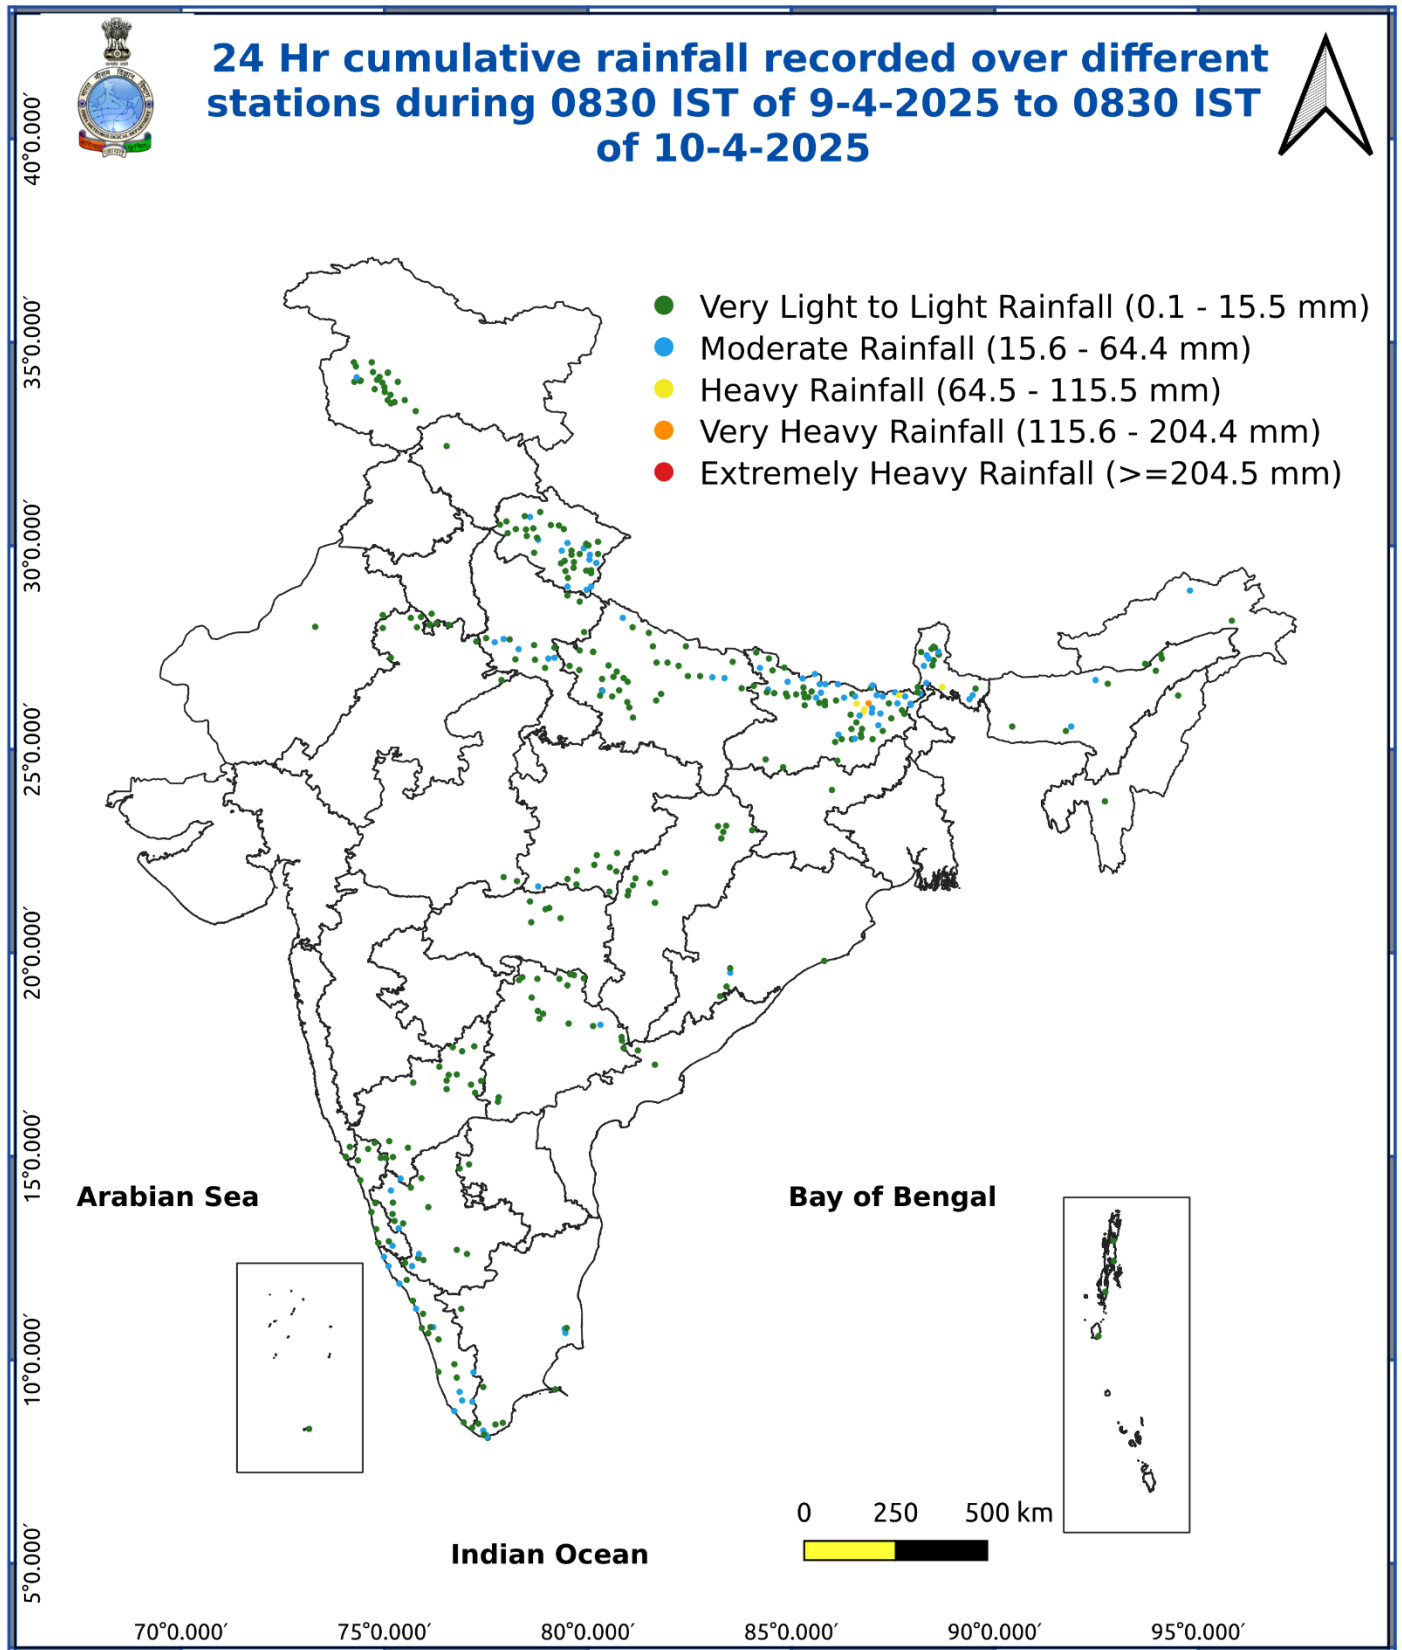 24 Hr cumulative rainfall recorded over different
stations during 0830 IST of 9-4-2025 to 0830 IST
of 10-4-2025
Very Light to Light Rainfall (0.1 - 15.5 mm)
Moderate Rainfall (15.6 - 64.4 mm)
Heavy Rainfall (64.5 - 115.5 mm)
Very Heavy Rainfall (115.6 - 204.4 mm)
Extremely Heavy Rainfall (>=204.5 mm)
40°0.000′
35°0.000′
30°0.000′
25°0.000′
20°0.000′
15°0.000′
10°0.000′
5°0.000′
Arabian Sea
Bay of Bengal
Indian Ocean
0 250 500 km
70°0.000′ 75°0.000′ 80°0.000′ 85°0.000′ 90°0.000′ 95°0.000′